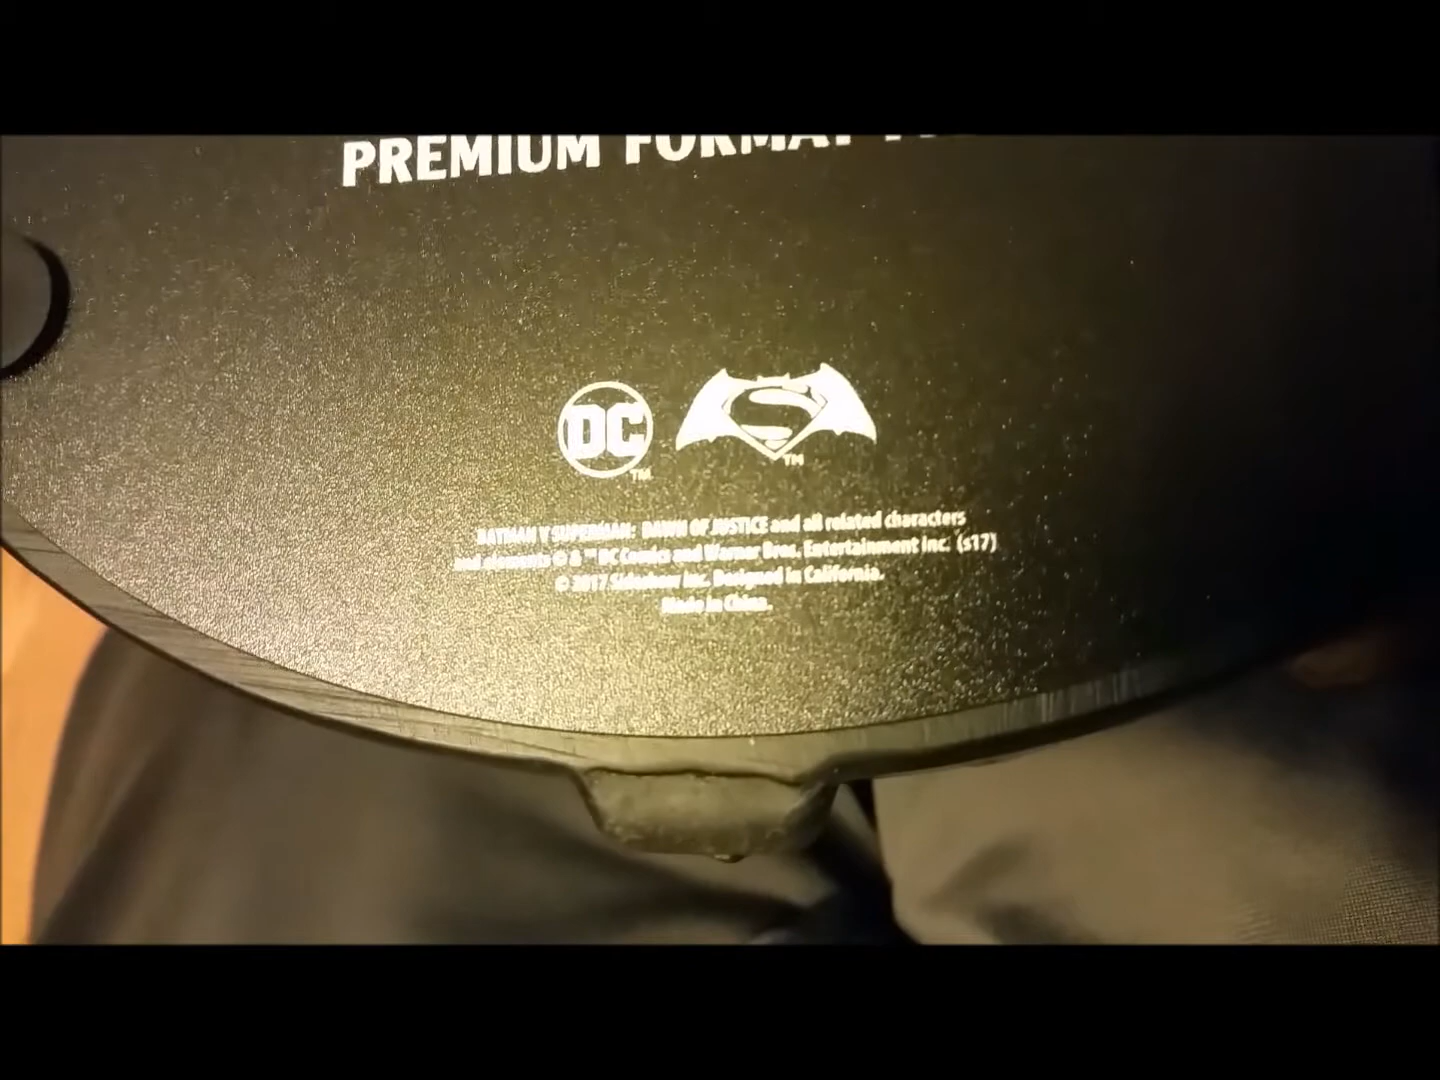 PREMIUM FORMAT
DC
TM
S
TM
BATMAN V SUPERMAN: DAWN OF JUSTICE and all related characters
and elements © & ™ DC Comics and Warner Bros. Entertainment Inc. (s17)
© 2017 Sideshow Inc. Designed in California.
Made in China.